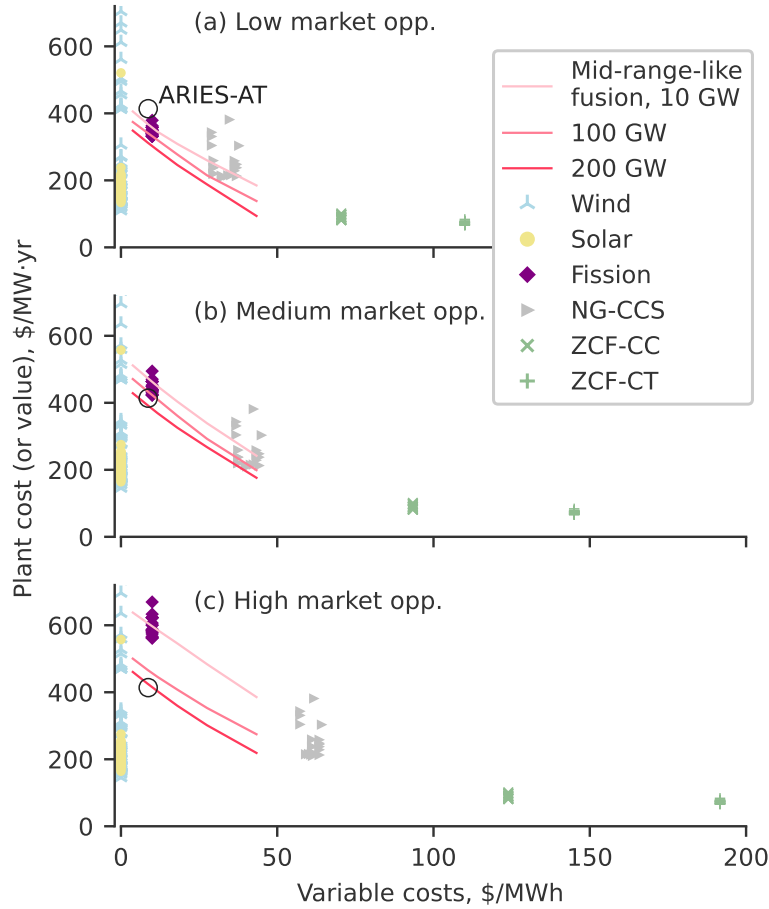 (a) Low market opp.
600
400
200
0
ARIES-AT
Mid-range-like
fusion, 10 GW
100 GW
200 GW
Wind
Solar
Fission
NG-CCS
ZCF-CC
ZCF-CT
(b) Medium market opp.
600
400
200
0
Plant cost (or value), $/MW·yr
(c) High market opp.
600
400
200
0
0 50 100 150 200
Variable costs, $/MWh